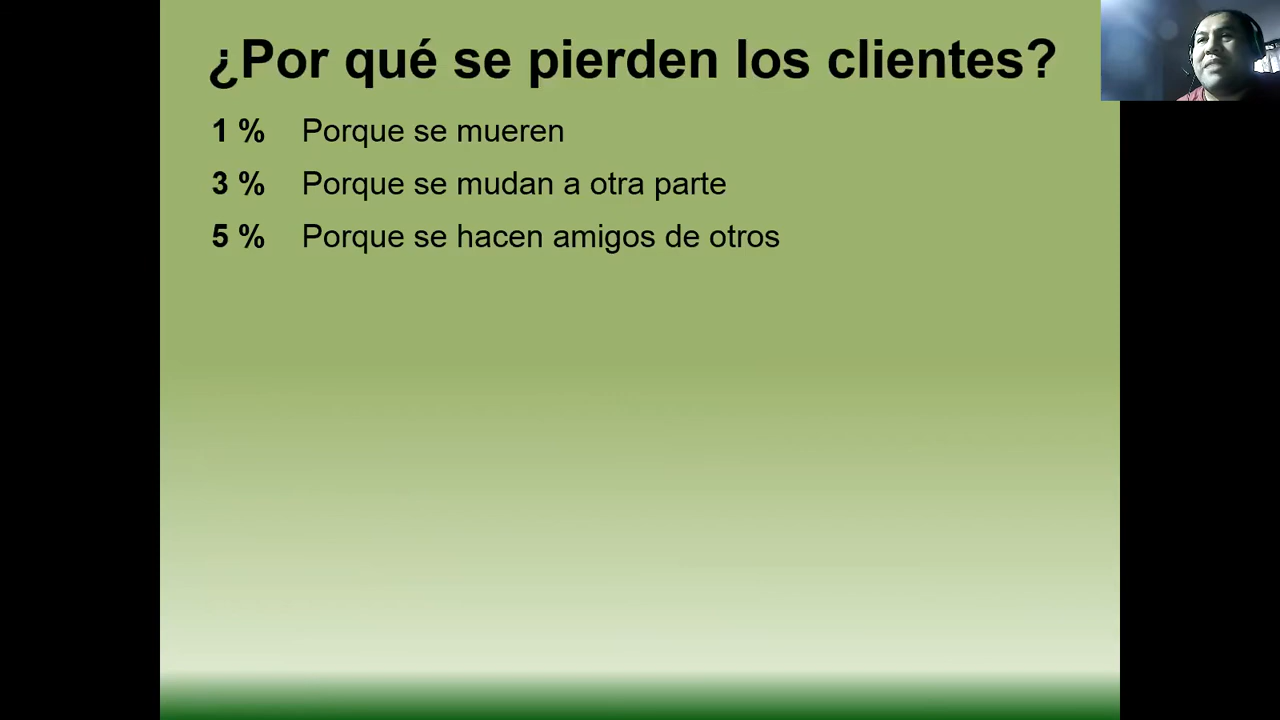 ¿Por qué se pierden los clientes?
1 % Porque se mueren
3 % Porque se mudan a otra parte
5 % Porque se hacen amigos de otros